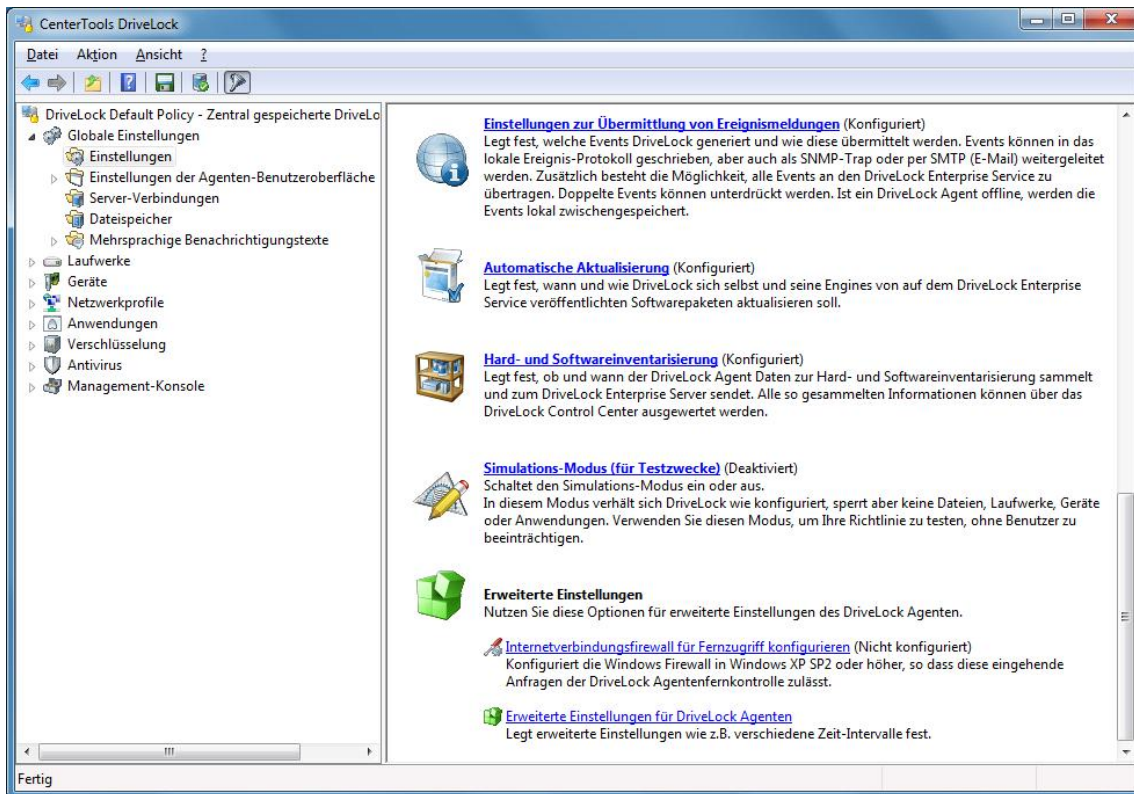 CenterTools DriveLock
Datei Aktion Ansicht ?
DriveLock Default Policy - Zentral gespeicherte DriveLo
Globale Einstellungen
Einstellungen
Einstellungen der Agenten-Benutzeroberfläche
Server-Verbindungen
Dateispeicher
Mehrsprachige Benachrichtigungstexte
Laufwerke
Geräte
Netzwerkprofile
Anwendungen
Verschlüsselung
Antivirus
Management-Konsole
Einstellungen zur Übermittlung von Ereignismeldungen (Konfiguriert)
Legt fest, welche Events DriveLock generiert und wie diese übermittelt werden. Events können in das
lokale Ereignis-Protokoll geschrieben, aber auch als SNMP-Trap oder per SMTP (E-Mail) weitergeleitet
werden. Zusätzlich besteht die Möglichkeit, alle Events an den DriveLock Enterprise Service zu
übertragen. Doppelte Events können unterdrückt werden. Ist ein DriveLock Agent offline, werden die
Events lokal zwischengespeichert.
Automatische Aktualisierung (Konfiguriert)
Legt fest, wann und wie DriveLock sich selbst und seine Engines von auf dem DriveLock Enterprise
Service veröffentlichten Softwarepaketen aktualisieren soll.
Hard- und Softwareinventarisierung (Konfiguriert)
Legt fest, ob und wann der DriveLock Agent Daten zur Hard- und Softwareinventarisierung sammelt
und zum DriveLock Enterprise Server sendet. Alle so gesammelten Informationen können über das
DriveLock Control Center ausgewertet werden.
Simulations-Modus (für Testzwecke) (Deaktiviert)
Schaltet den Simulations-Modus ein oder aus.
In diesem Modus verhält sich DriveLock wie konfiguriert, sperrt aber keine Dateien, Laufwerke, Geräte
oder Anwendungen. Verwenden Sie diesen Modus, um Ihre Richtlinie zu testen, ohne Benutzer zu
beeinträchtigen.
Erweiterte Einstellungen
Nutzen Sie diese Optionen für erweiterte Einstellungen des DriveLock Agenten.
Internetverbindungsfirewall für Fernzugriff konfigurieren (Nicht konfiguriert)
Konfiguriert die Windows Firewall in Windows XP SP2 oder höher, so dass diese eingehende
Anfragen der DriveLock Agentenfernkontrolle zulässt.
Erweiterte Einstellungen für DriveLock Agenten
Legt erweiterte Einstellungen wie z.B. verschiedene Zeit-Intervalle fest.
Fertig